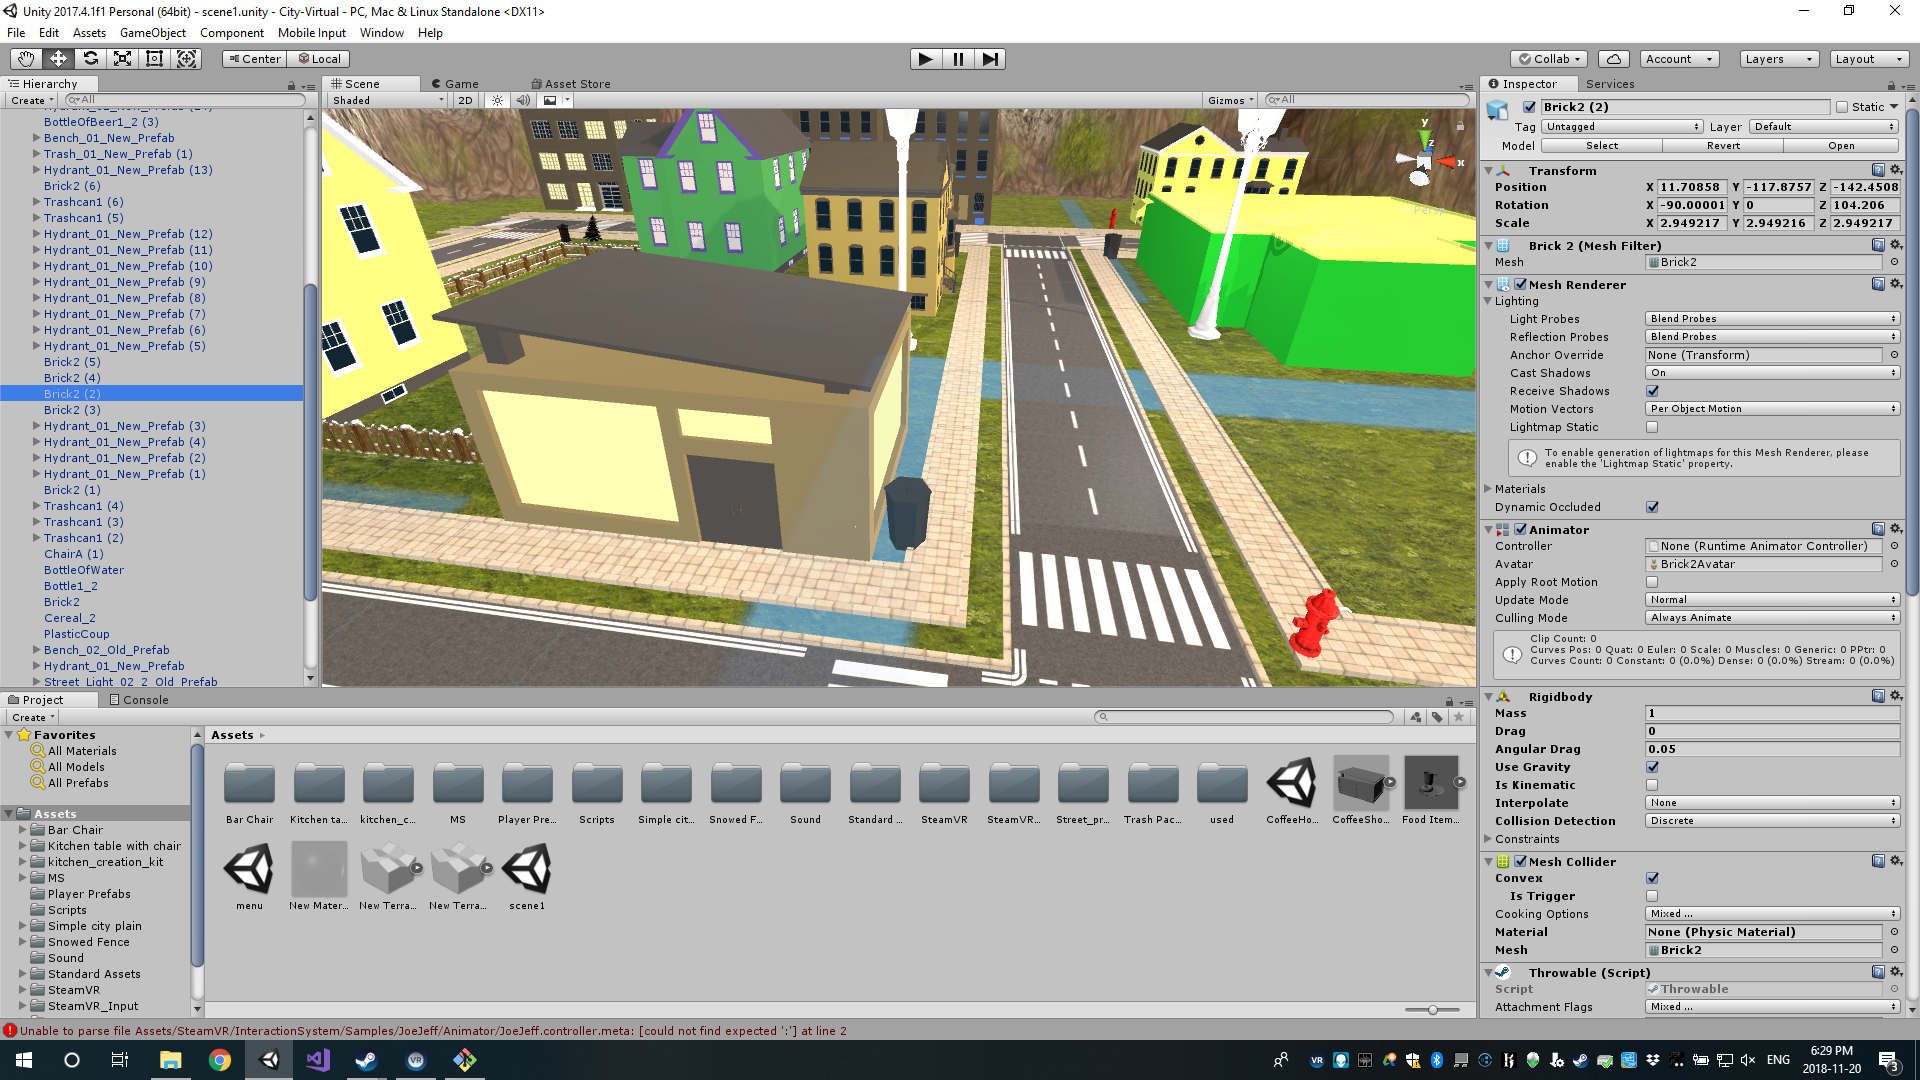 Unity 2017.4.1f1 Personal (64bit) - scene1.unity - City-Virtual - PC, Mac & Linux Standalone <DX11>
File Edit Assets GameObject Component Mobile Input Window Help
Center Local Collab Account Layers Layout
Hierarchy
Create All
BottleOfBeer1_2 (3)
Bench_01_New_Prefab
Trash_01_New_Prefab (1)
Hydrant_01_New_Prefab (13)
Brick2 (6)
Trashcan1 (6)
Trashcan1 (5)
Hydrant_01_New_Prefab (12)
Hydrant_01_New_Prefab (11)
Hydrant_01_New_Prefab (10)
Hydrant_01_New_Prefab (9)
Hydrant_01_New_Prefab (8)
Hydrant_01_New_Prefab (7)
Hydrant_01_New_Prefab (6)
Hydrant_01_New_Prefab (5)
Brick2 (5)
Brick2 (4)
Brick2 (2)
Brick2 (3)
Hydrant_01_New_Prefab (3)
Hydrant_01_New_Prefab (4)
Hydrant_01_New_Prefab (2)
Hydrant_01_New_Prefab (1)
Brick2 (1)
Trashcan1 (4)
Trashcan1 (3)
Trashcan1 (2)
ChairA (1)
BottleOfWater
Bottle1_2
Brick2
Cereal_2
PlasticCoup
Bench_02_Old_Prefab
Hydrant_01_New_Prefab
Street_Light_02_2_Old_Prefab
Scene Game Asset Store
Shaded 2D Gizmos All
y
z
x
Persp
Inspector Services
Brick2 (2) Static
Tag Untagged Layer Default
Model Select Revert Open
Transform
Position X 11.70858 Y -117.8757 Z -142.4508
Rotation X -90.00001 Y 0 Z 104.206
Scale X 2.949217 Y 2.949216 Z 2.949217
Brick 2 (Mesh Filter)
Mesh Brick2
Mesh Renderer
Lighting
Light Probes Blend Probes
Reflection Probes Blend Probes
Anchor Override None (Transform)
Cast Shadows On
Receive Shadows
Motion Vectors Per Object Motion
Lightmap Static
To enable generation of lightmaps for this Mesh Renderer, please
enable the 'Lightmap Static' property.
Materials
Dynamic Occluded
Animator
Controller None (Runtime Animator Controller)
Avatar Brick2Avatar
Apply Root Motion
Update Mode Normal
Culling Mode Always Animate
Clip Count: 0
Curves Pos: 0 Quat: 0 Euler: 0 Scale: 0 Muscles: 0 Generic: 0 PPtr: 0
Curves Count: 0 Constant: 0 (0.0%) Dense: 0 (0.0%) Stream: 0 (0.0%)
Rigidbody
Mass 1
Drag 0
Angular Drag 0.05
Use Gravity
Is Kinematic
Interpolate None
Collision Detection Discrete
Constraints
Mesh Collider
Convex
Is Trigger
Cooking Options Mixed ...
Material None (Physic Material)
Mesh Brick2
Throwable (Script)
Script Throwable
Attachment Flags Mixed ...
Project Console
Create
Favorites
All Materials
All Models
All Prefabs
Assets
Bar Chair
Kitchen table with chair
kitchen_creation_kit
MS
Player Prefabs
Scripts
Simple city plain
Snowed Fence
Sound
Standard Assets
SteamVR
SteamVR_Input
Assets
Bar Chair Kitchen ta... kitchen_c... MS Player Pre... Scripts Simple cit... Snowed F... Sound Standard ... SteamVR SteamVR... Street_pr... Trash Pac... used CoffeeHo... CoffeeSho... Food Item...
menu New Mater... New Terra... New Terra... scene1
Unable to parse file Assets/SteamVR/InteractionSystem/Samples/JoeJeff/Animator/JoeJeff.controller.meta: [could not find expected ':'] at line 2
VR
VR
ENG
6:29 PM
2018-11-20
3